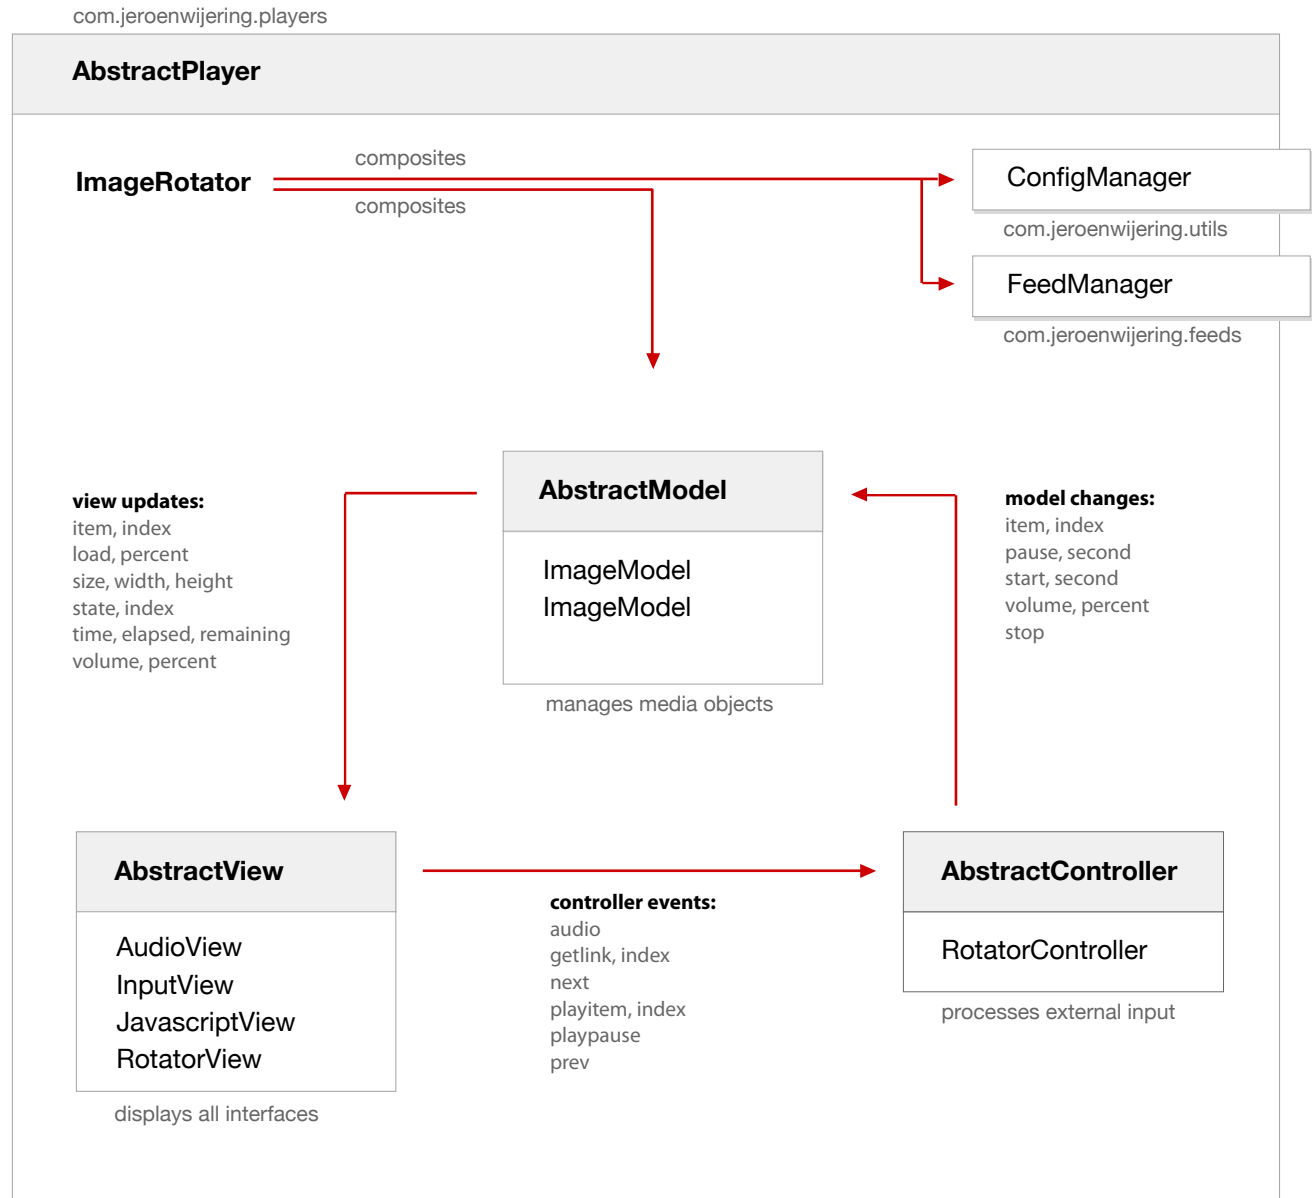 com.jeroenwijering.players
AbstractPlayer
ImageRotator
composites
composites
ConfigManager
com.jeroenwijering.utils
FeedManager
com.jeroenwijering.feeds
view updates:
item, index
load, percent
size, width, height
state, index
time, elapsed, remaining
volume, percent
AbstractModel
ImageModel
ImageModel
manages media objects
model changes:
item, index
pause, second
start, second
volume, percent
stop
AbstractView
AudioView
InputView
JavascriptView
RotatorView
displays all interfaces
controller events:
audio
getlink, index
next
playitem, index
playpause
prev
AbstractController
RotatorController
processes external input